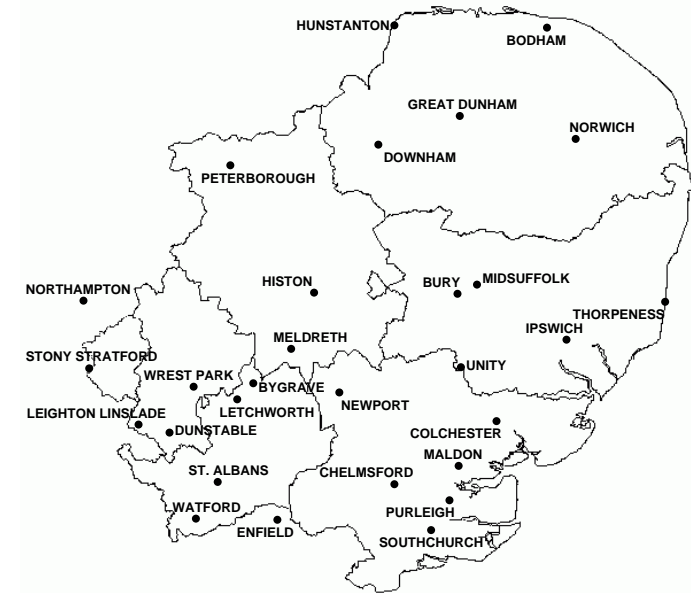 HUNSTANTON
BODHAM
GREAT DUNHAM
NORWICH
DOWNHAM
PETERBOROUGH
HISTON
BURY
MIDSUFFOLK
NORTHAMPTON
THORPENESS
IPSWICH
MELDRETH
STONY STRATFORD
UNITY
WREST PARK
BYGRAVE
NEWPORT
LEIGHTON LINSLADE
LETCHWORTH
DUNSTABLE
COLCHESTER
MALDON
ST. ALBANS
CHELMSFORD
WATFORD
PURLEIGH
ENFIELD
SOUTHCHURCH